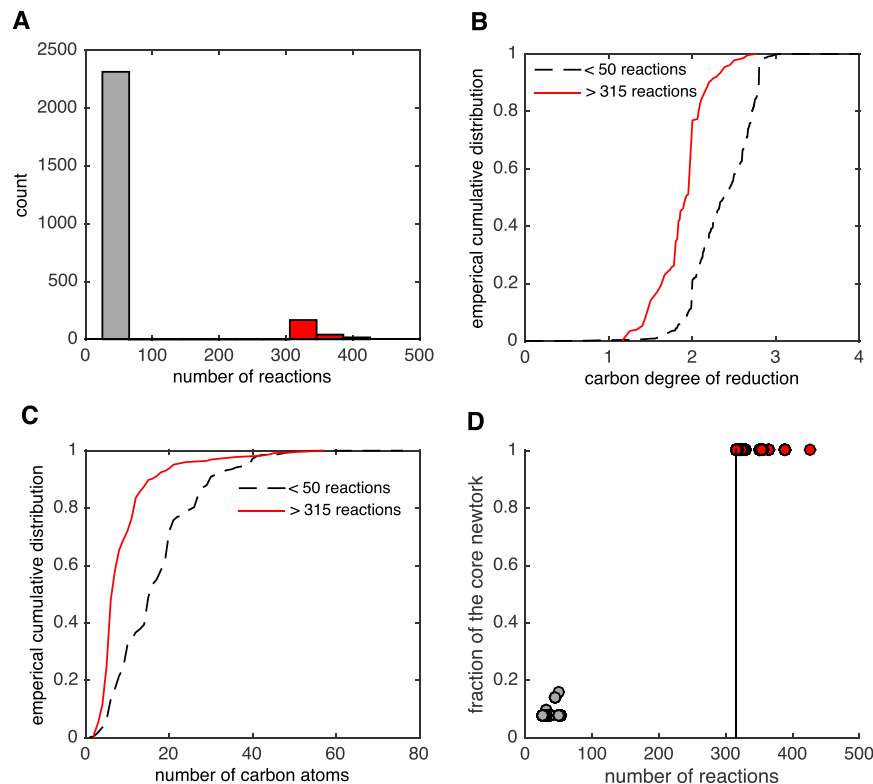 A
2500
2000
1500
1000
500
0
count
0 100 200 300 400 500
number of reactions
B
1
0.8
0.6
0.4
0.2
0
emperical cumulative distribution
< 50 reactions
> 315 reactions
0 1 2 3 4
carbon degree of reduction
C
1
0.8
0.6
0.4
0.2
0
emperical cumulative distribution
< 50 reactions
> 315 reactions
0 20 40 60 80
number of carbon atoms
D
1
0.8
0.6
0.4
0.2
0
fraction of the core newtork
0 100 200 300 400 500
number of reactions